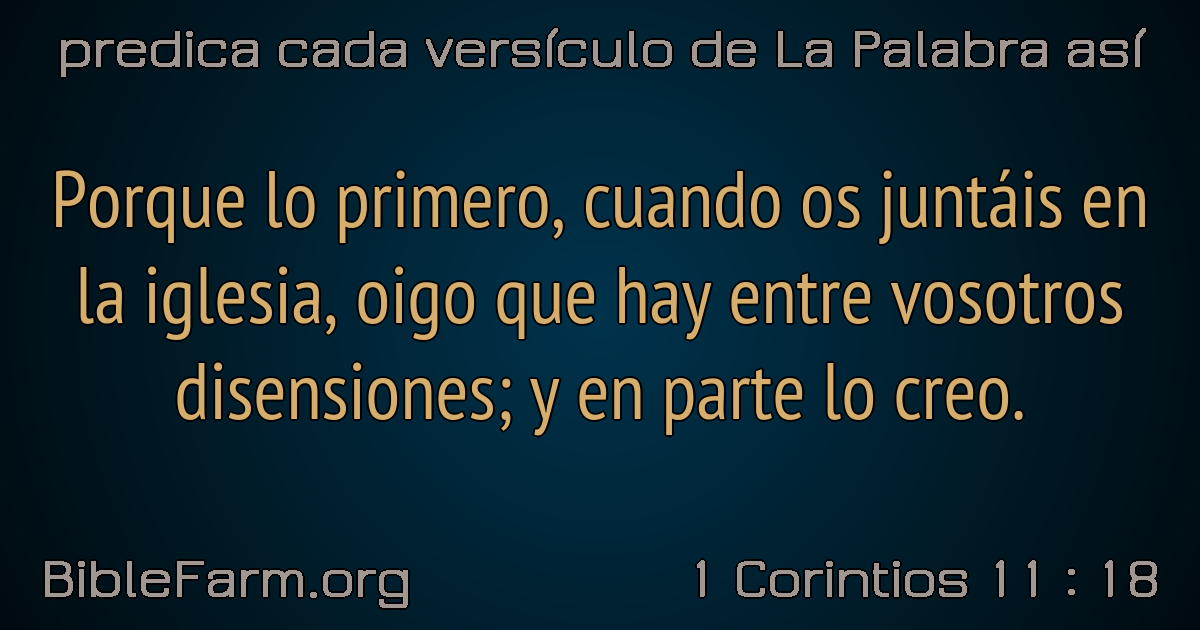 predica cada versículo de La Palabra así
Porque lo primero, cuando os juntáis en
la iglesia, oigo que hay entre vosotros
disensiones; y en parte lo creo.
BibleFarm.org
1 Corintios 11 : 18